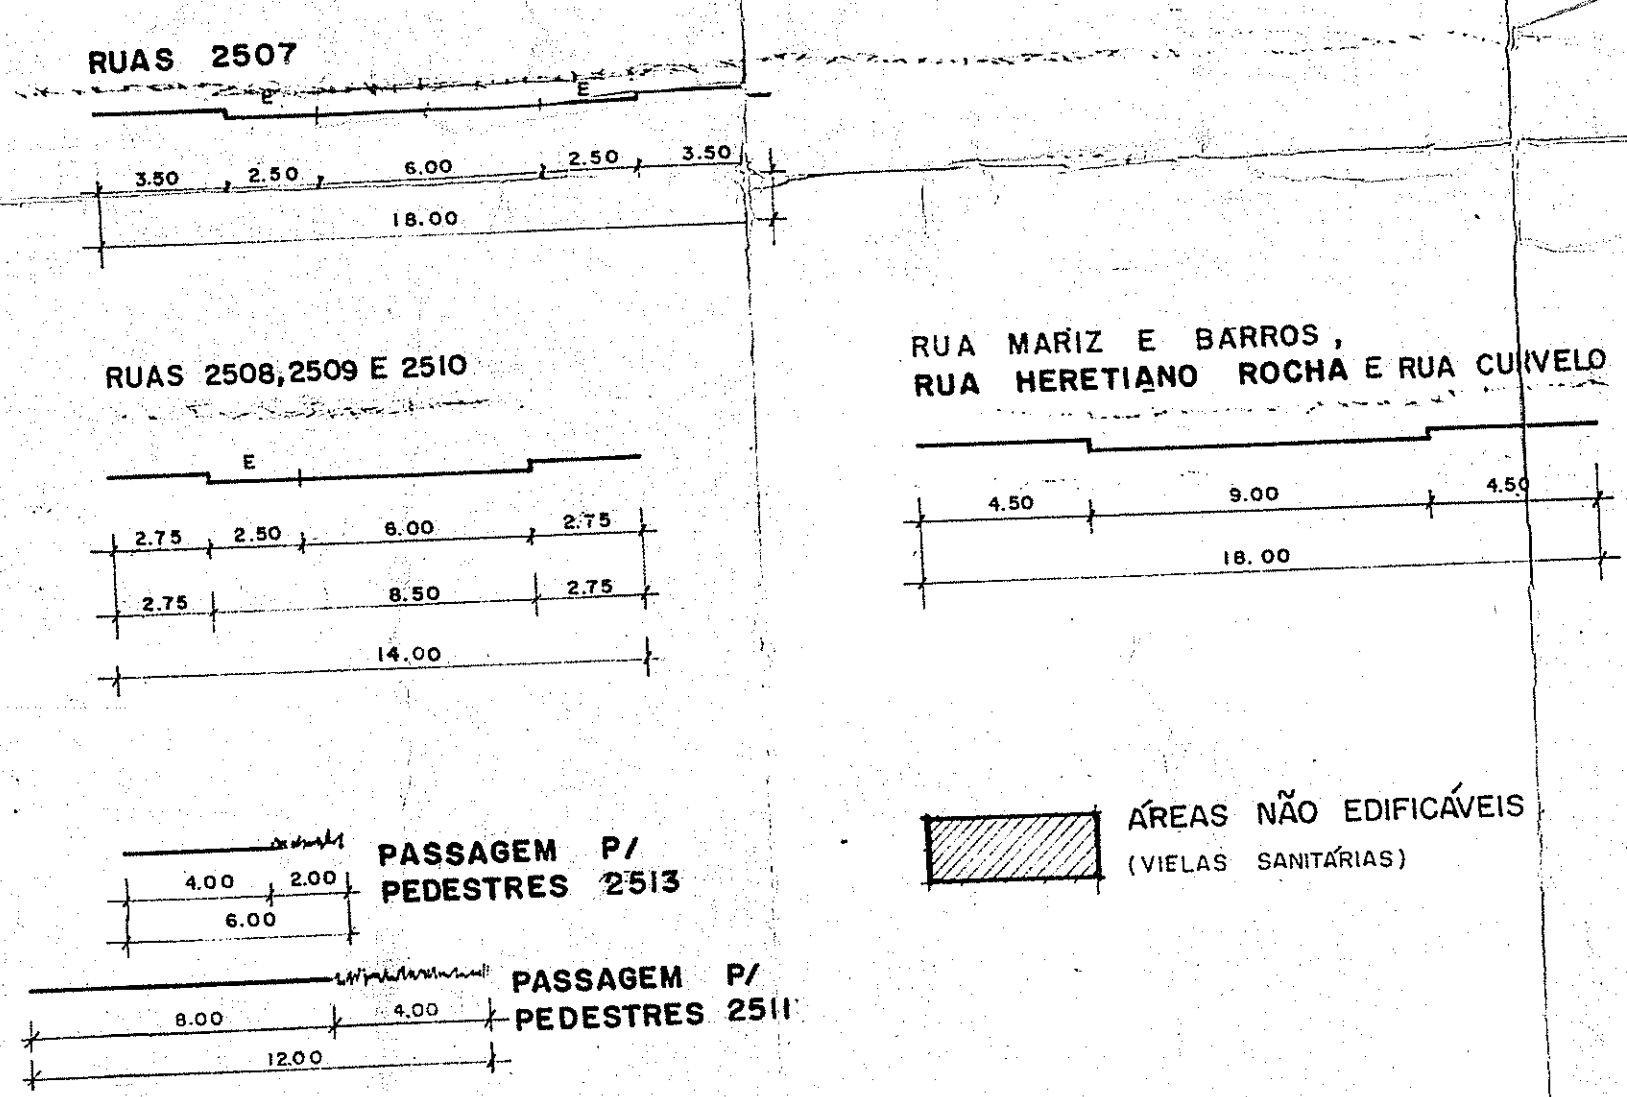 RUAS 2507
E E
3.50 2.50 6.00 2.50 3.50
18.00
RUAS 2508,2509 E 2510
E
2.75 2.50 6.00 2.75
2.75 8.50 2.75
14.00
RUA MARIZ E BARROS,
RUA HERETIANO ROCHA E RUA CURVELO
4.50 9.00 4.50
18.00
PASSAGEM P/
PEDESTRES 2513
4.00 2.00
6.00
PASSAGEM P/
PEDESTRES 2511
8.00 4.00
12.00
ÁREAS NÃO EDIFICÁVEIS
(VIELAS SANITÁRIAS)